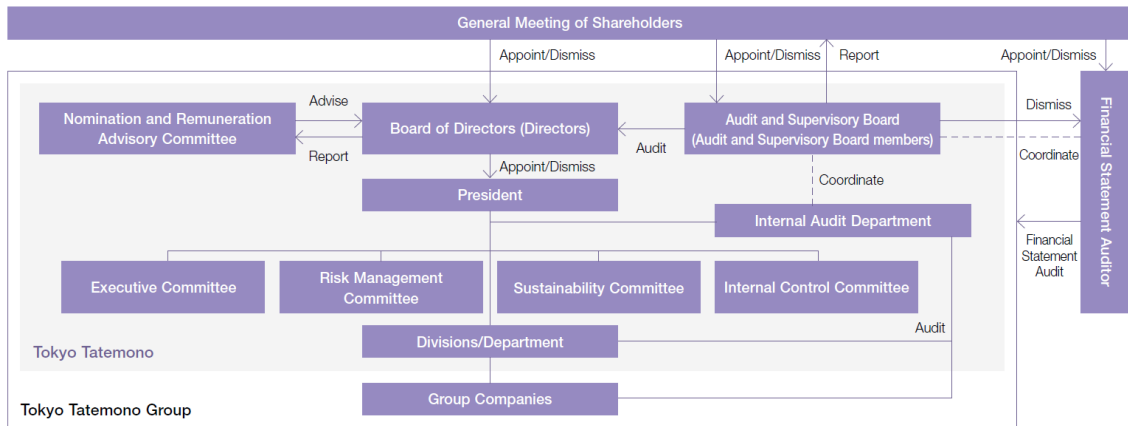 General Meeting of Shareholders
Appoint/Dismiss
Appoint/Dismiss
Report
Appoint/Dismiss
Nomination and Remuneration
Advisory Committee
Advise
Report
Board of Directors (Directors)
Audit
Audit and Supervisory Board
(Audit and Supervisory Board members)
Dismiss
Coordinate
Financial Statement Auditor
Appoint/Dismiss
Coordinate
President
Internal Audit Department
Financial
Statement
Audit
Executive Committee
Risk Management
Committee
Sustainability Committee
Internal Control Committee
Audit
Divisions/Department
Tokyo Tatemono
Group Companies
Tokyo Tatemono Group